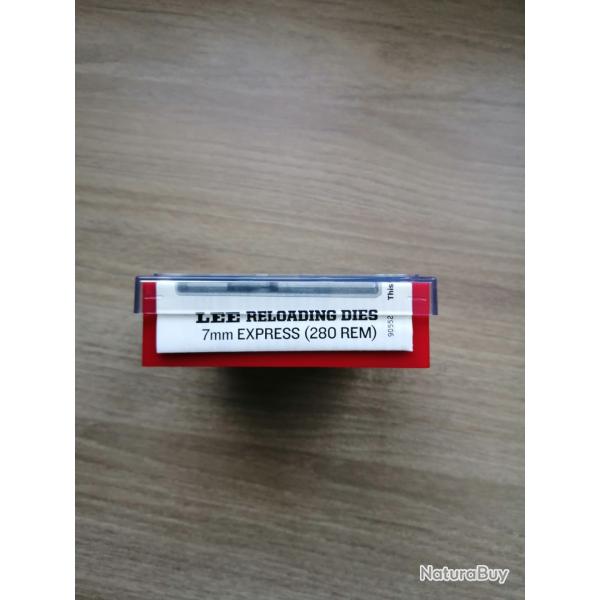 LEE RELOADING DIES
7mm EXPRESS (280 REM)
90552 This
NaturaBuy